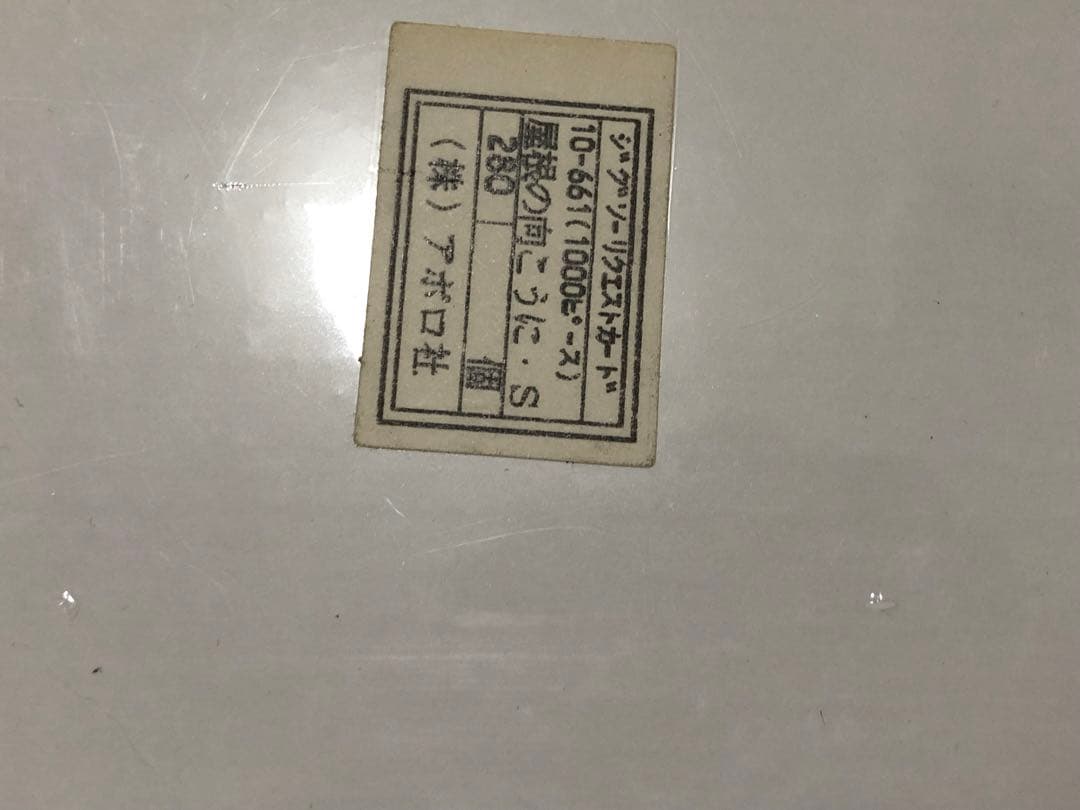 ジグソーリクエストカード
10-661(1000ピース)
屋根の向こうに・S
280 個
(株)アポロ社